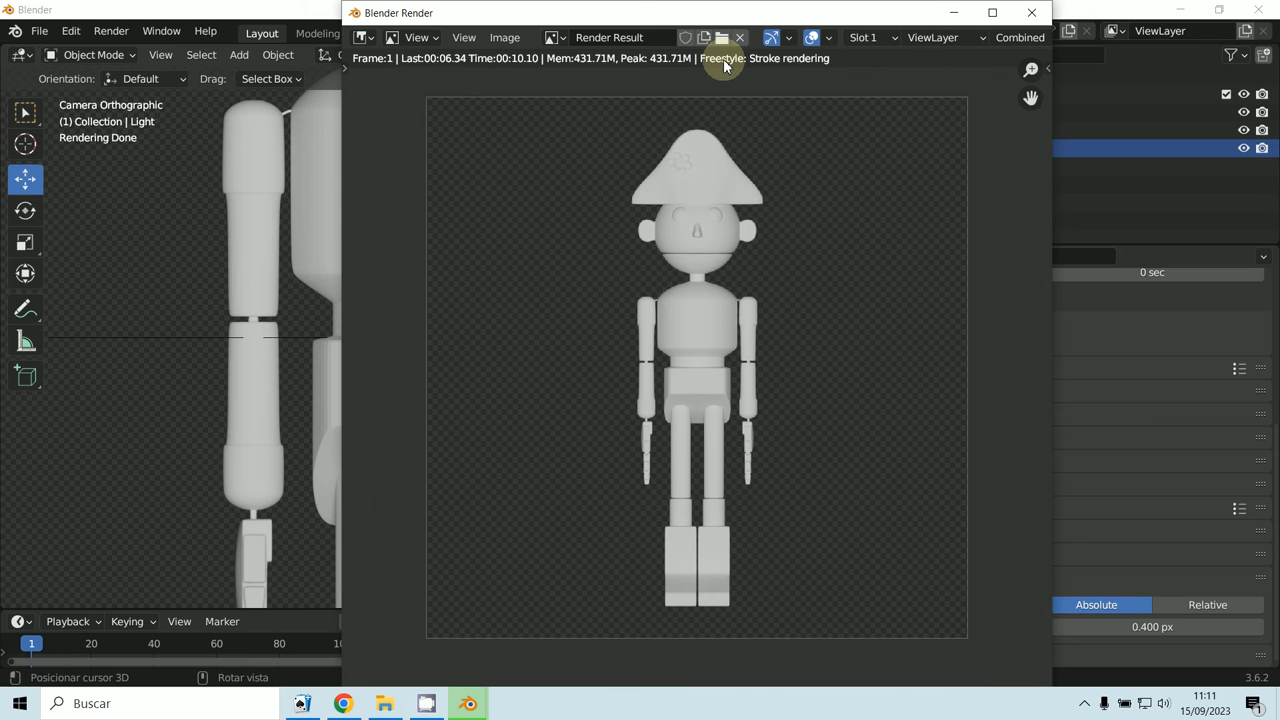 Blender
File Edit Render Window Help Layout Modeling
ViewLayer
Object Mode View Select Add Object
Orientation: Default Drag: Select Box
Camera Orthographic
(1) Collection | Light
Rendering Done
Blender Render
View View Image Render Result Slot 1 ViewLayer Combined
Frame:1 | Last:00:06.34 Time:00:10.10 | Mem:431.71M, Peak: 431.71M | Freestyle: Stroke rendering
0 sec
Absolute Relative
0.400 px
Playback Keying View Marker
1 20 40 60 80
Posicionar cursor 3D Rotar vista 3.6.2
Buscar
11:11
15/09/2023
1